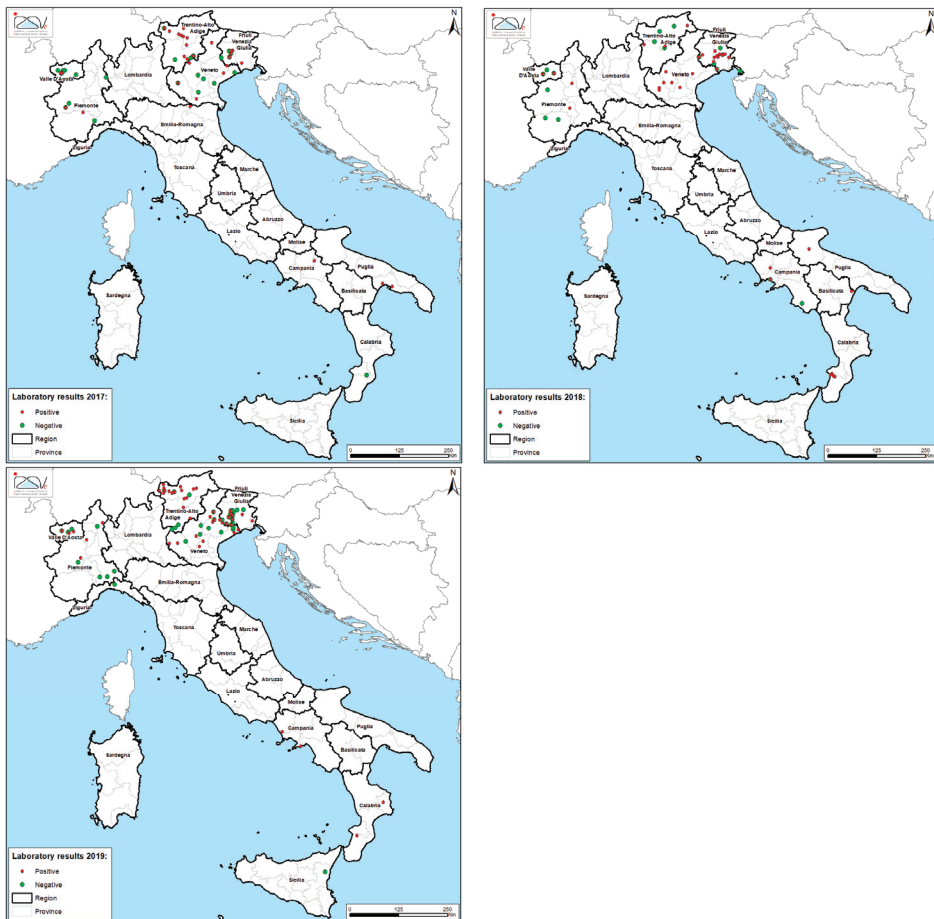 N
Trentino-Alto
Adige
Friuli
Venezia
Giulia
Valle D'Aosta
Lombardia
Veneto
Piemonte
Emilia-Romagna
Liguria
Toscana
Marche
Umbria
Abruzzo
Lazio
Molise
Campania
Puglia
Basilicata
Sardegna
Calabria
Sicilia
Laboratory results 2017:
Positive
Negative
Region
Province
0 125 250
Km
N
Trentino-Alto
Adige
Friuli
Venezia
Giulia
Valle
D'Aosta
Lombardia
Veneto
Piemonte
Emilia-Romagna
Liguria
Toscana
Marche
Umbria
Abruzzo
Lazio
Molise
Campania
Puglia
Basilicata
Sardegna
Calabria
Sicilia
Laboratory results 2018:
Positive
Negative
Region
Province
0 125 250
Km
N
Friuli
Venezia
Giulia
Trentino-Alto
Adige
Valle D'Aosta
Lombardia
Veneto
Piemonte
Emilia-Romagna
Liguria
Toscana
Marche
Umbria
Abruzzo
Lazio
Molise
Campania
Puglia
Basilicata
Sardegna
Calabria
Sicilia
Laboratory results 2019:
Positive
Negative
Region
Province
0 125 250
Km